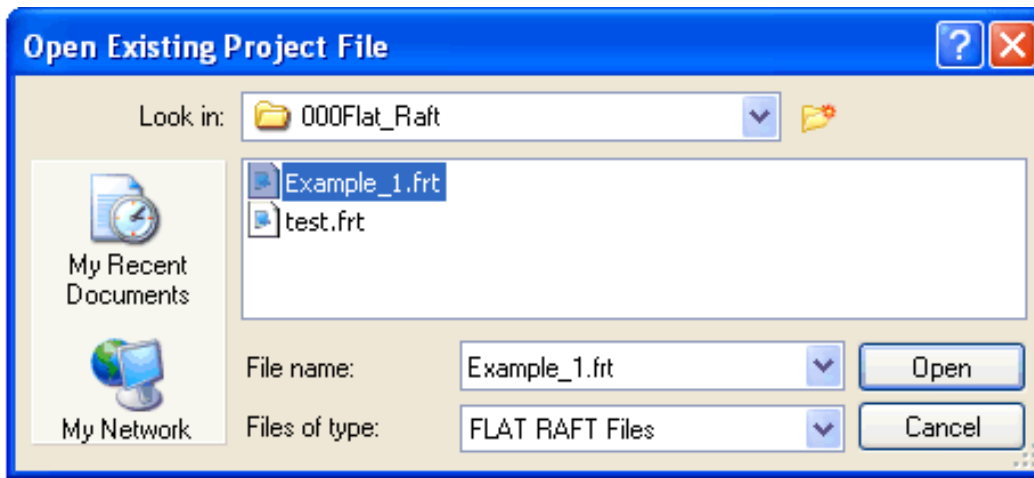 Open Existing Project File
Look in: 000Flat_Raft
Example_1.frt
test.frt
My Recent
Documents
My Network
File name: Example_1.frt Open
Files of type: FLAT RAFT Files Cancel